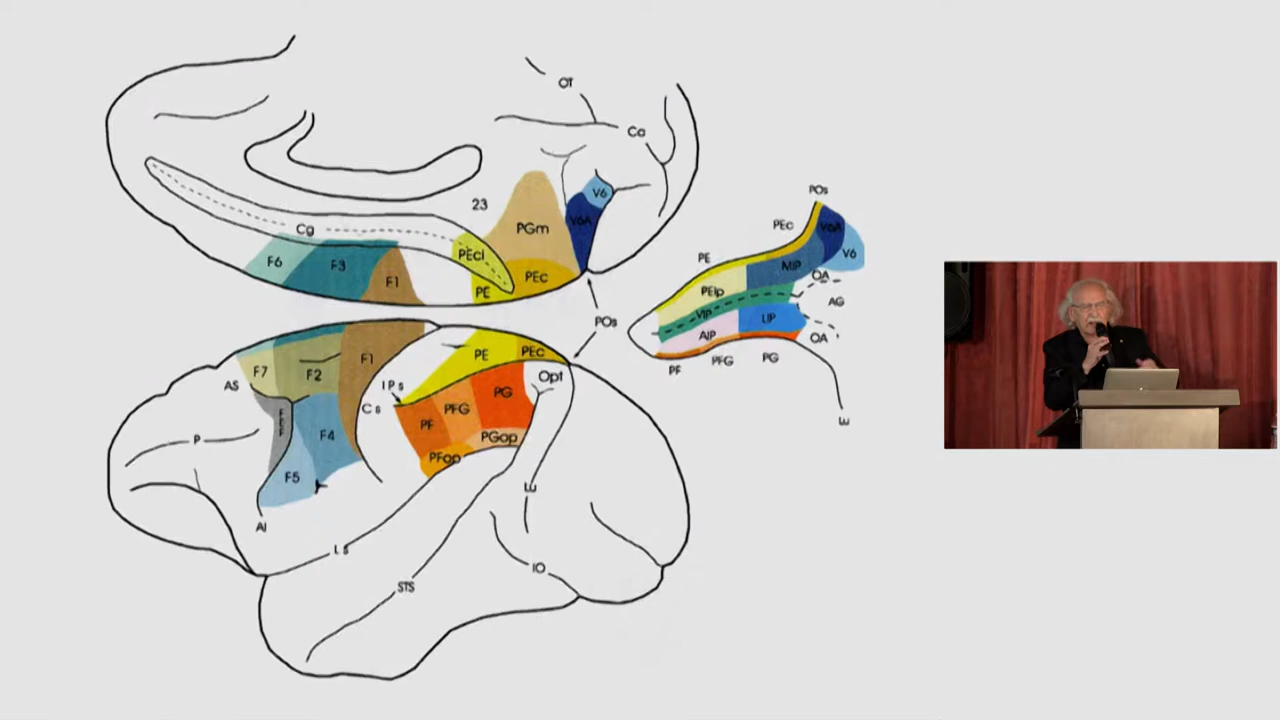 OT
Ca
V6
23
V6A
PGm
Cg
PEci
F6
F3
F1
PEc
PE
POs
POs
PEc
V6A
V6
PE
MIP
OA
PEip
AG
VIP
LIP
AIP
OA
PF
PFG
PG
F7
F2
F1
PE
PEc
AS
IPs
Opt
PG
Cs
PFG
FEF
PF
P
F4
PGop
PFop
F5
AI
Ls
IO
STS